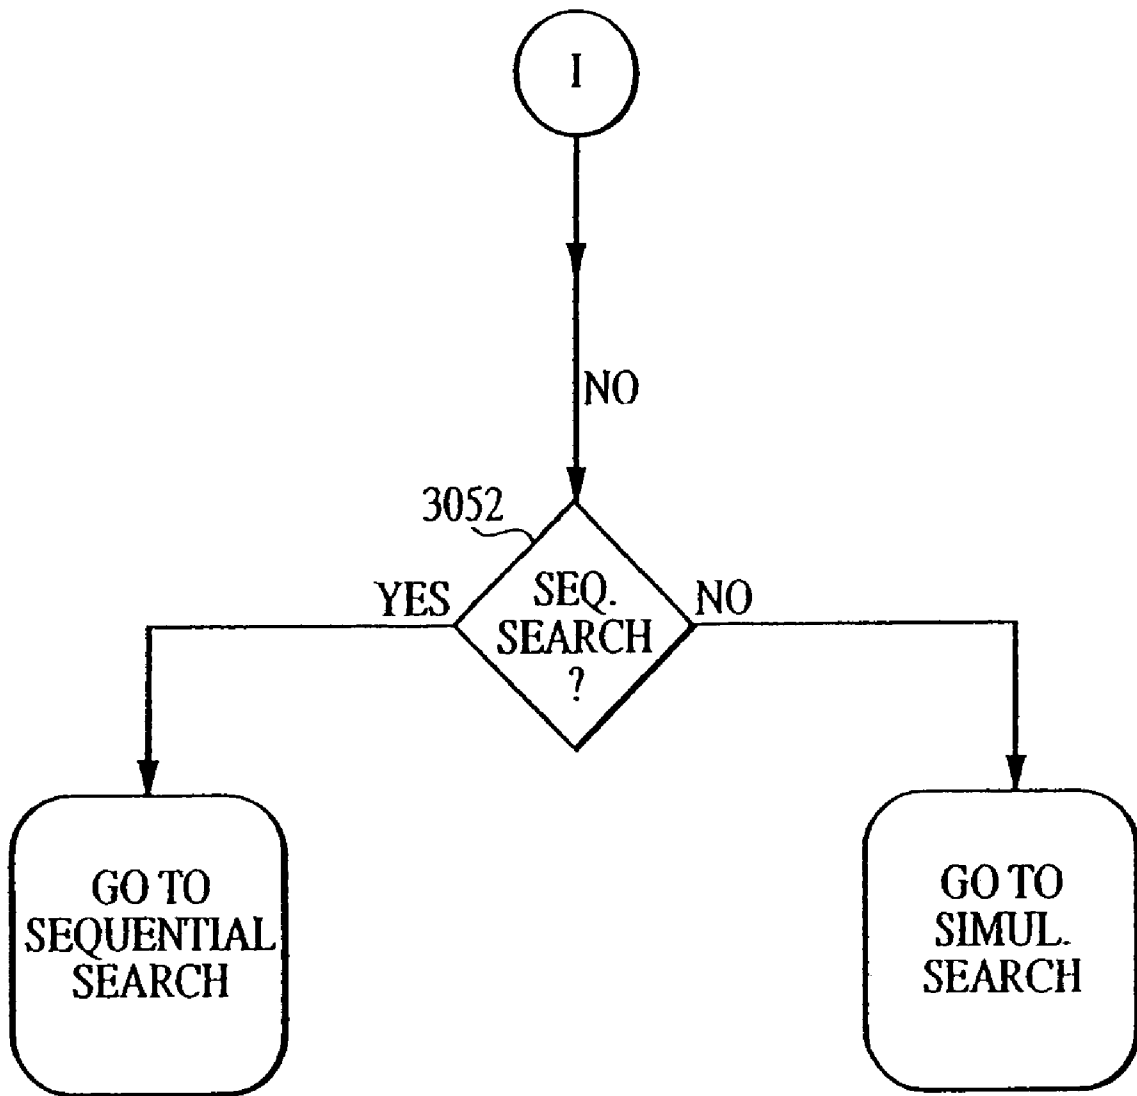 I
NO
3052
YES
SEQ.
SEARCH
?
NO
GO TO
SEQUENTIAL
SEARCH
GO TO
SIMUL.
SEARCH